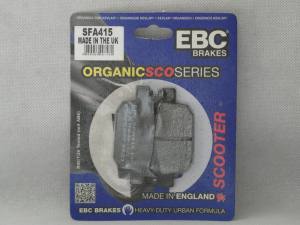 SFA415
MADE IN THE UK
EBC
BRAKES
ORGANIC SCO SERIES
SCOOTER
MADE IN ENGLAND
EBC BRAKES
HEAVY DUTY URBAN FORMULA